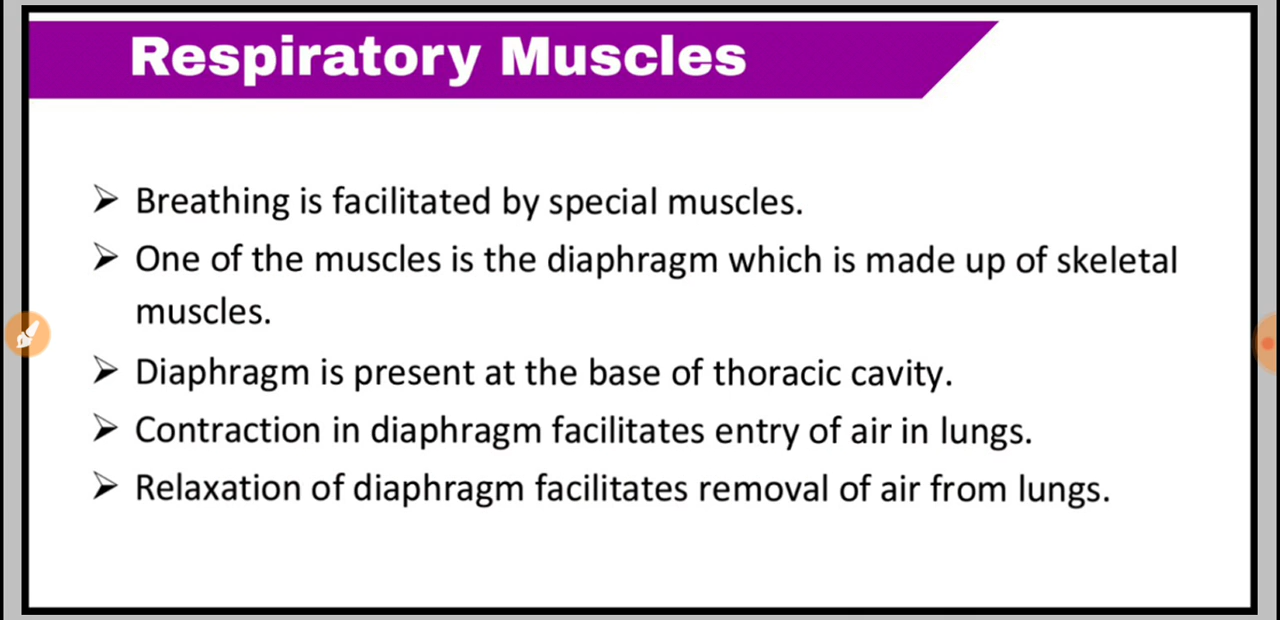 Respiratory Muscles
➢ Breathing is facilitated by special muscles.
➢ One of the muscles is the diaphragm which is made up of skeletal
muscles.
➢ Diaphragm is present at the base of thoracic cavity.
➢ Contraction in diaphragm facilitates entry of air in lungs.
➢ Relaxation of diaphragm facilitates removal of air from lungs.